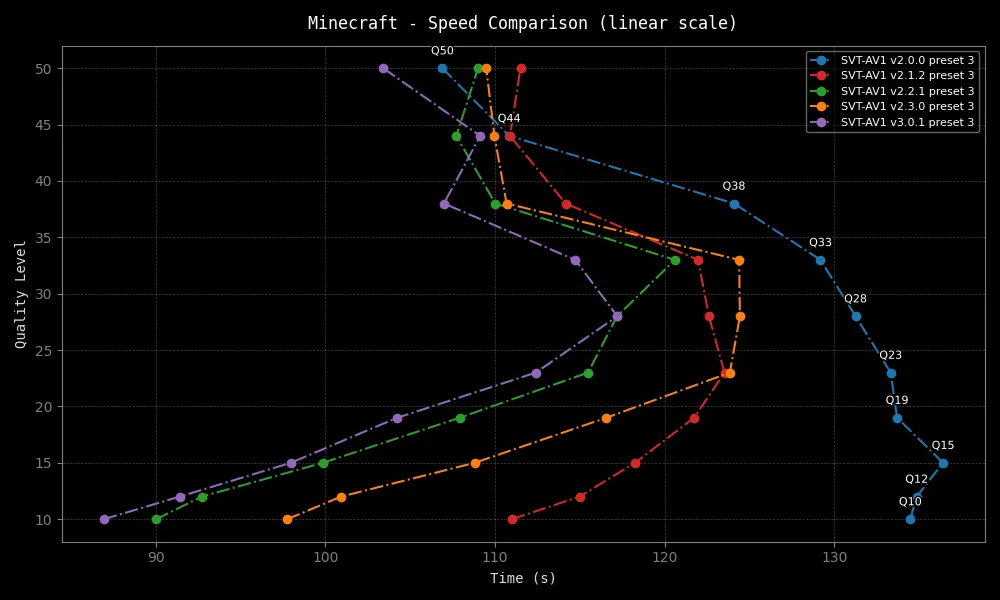 Minecraft - Speed Comparison (linear scale)
SVT-AV1 v2.0.0 preset 3
SVT-AV1 v2.1.2 preset 3
SVT-AV1 v2.2.1 preset 3
SVT-AV1 v2.3.0 preset 3
SVT-AV1 v3.0.1 preset 3
Q50
Q44
Q38
Q33
Q28
Q23
Q19
Q15
Q12
Q10
Quality Level
50
45
40
35
30
25
20
15
10
90 100 110 120 130
Time (s)